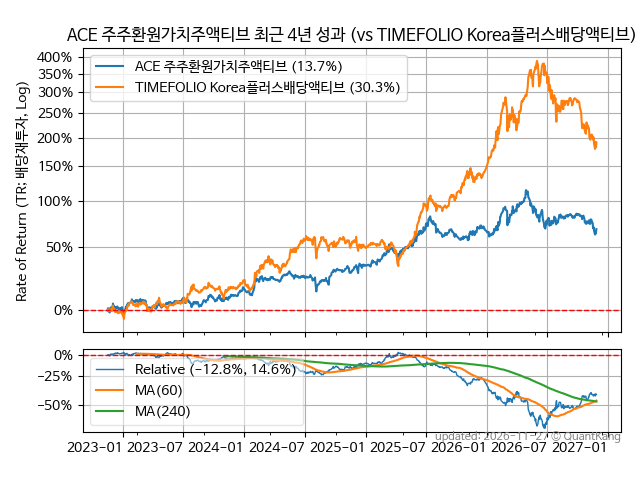 ACE 주주환원가치주액티브 최근 4년 성과 (vs TIMEFOLIO Korea플러스배당액티브)
Rate of Return (TR: 배당재투자, Log)
400%
350%
300%
250%
200%
150%
100%
50%
0%
ACE 주주환원가치주액티브 (13.7%)
TIMEFOLIO Korea플러스배당액티브 (30.3%)
0%
−25%
−50%
Relative (−12.8%, 14.6%)
MA(60)
MA(240)
2023−01 2023−07 2024−01 2024−07 2025−01 2025−07 2026−01 2026−07 2027−01
updated: 2026−11−27 © QuantKang